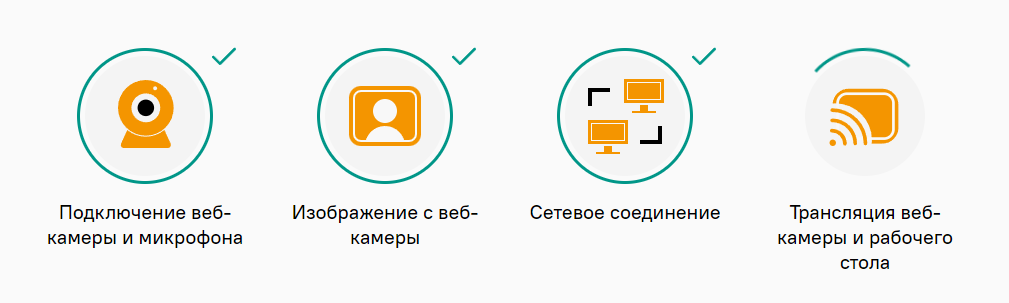 Подключение веб-
камеры и микрофона
Изображение с веб-
камеры
Сетевое соединение
Трансляция веб-
камеры и рабочего
стола